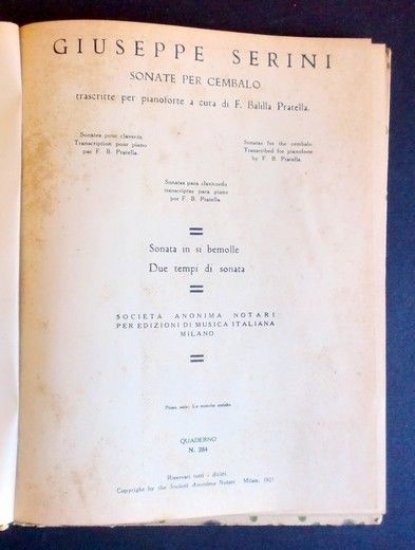 GIUSEPPE SERINI
SONATE PER CEMBALO
trascritte per pianoforte a cura di F. Balilla Pratella.
Sonates pour clavecin
Transcription pour piano
par F. B. Pratella.
Sonatas for the cembalo
Transcribed for pianoforte
by F. B. Pratella.
Sonatas para clavicordio
transcriptas para piano
por F. B. Pratella.
Sonata in si bemolle
Due tempi di sonata
SOCIETA ANONIMA NOTARI
PER EDIZIONI DI MUSICA ITALIANA
MILANO
QUADERNO
N. 264
Riservati tutti i diritti.
Copyright by the Società Anonima Notari Milan, 1927